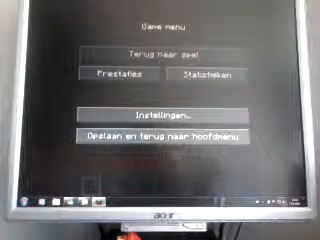 Game menu
Terug naar spel
Prestaties
Statistieken
Instellingen...
Opslaan en terug naar hoofdmenu
acer